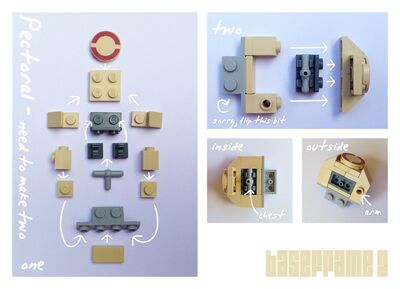 Pectoral - need to make two
one
two
sorry, flip this bit
inside
outside
chest
arm
baseframe 2